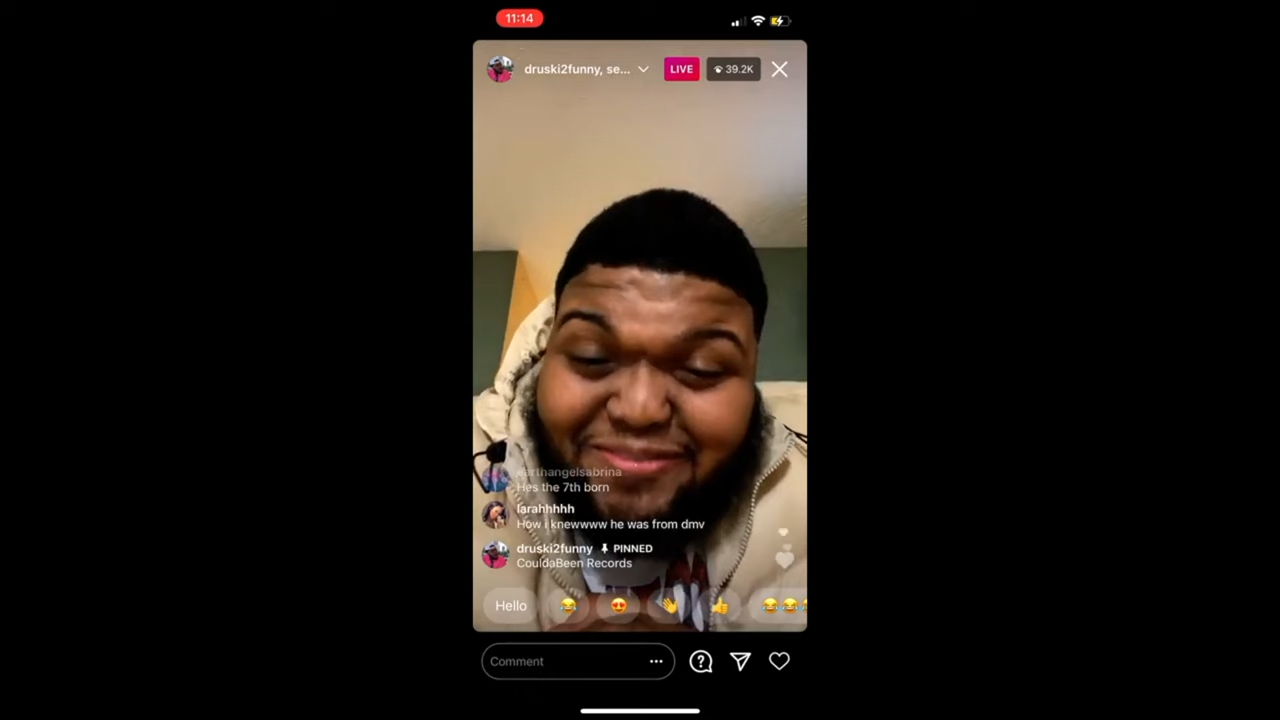 11:14
druski2funny, se...
LIVE
39.2K
earthangelsabrina
Hes the 7th born
larahhhhh
How i knewwww he was from dmv
druski2funny PINNED
CouldaBeen Records
Hello
Comment